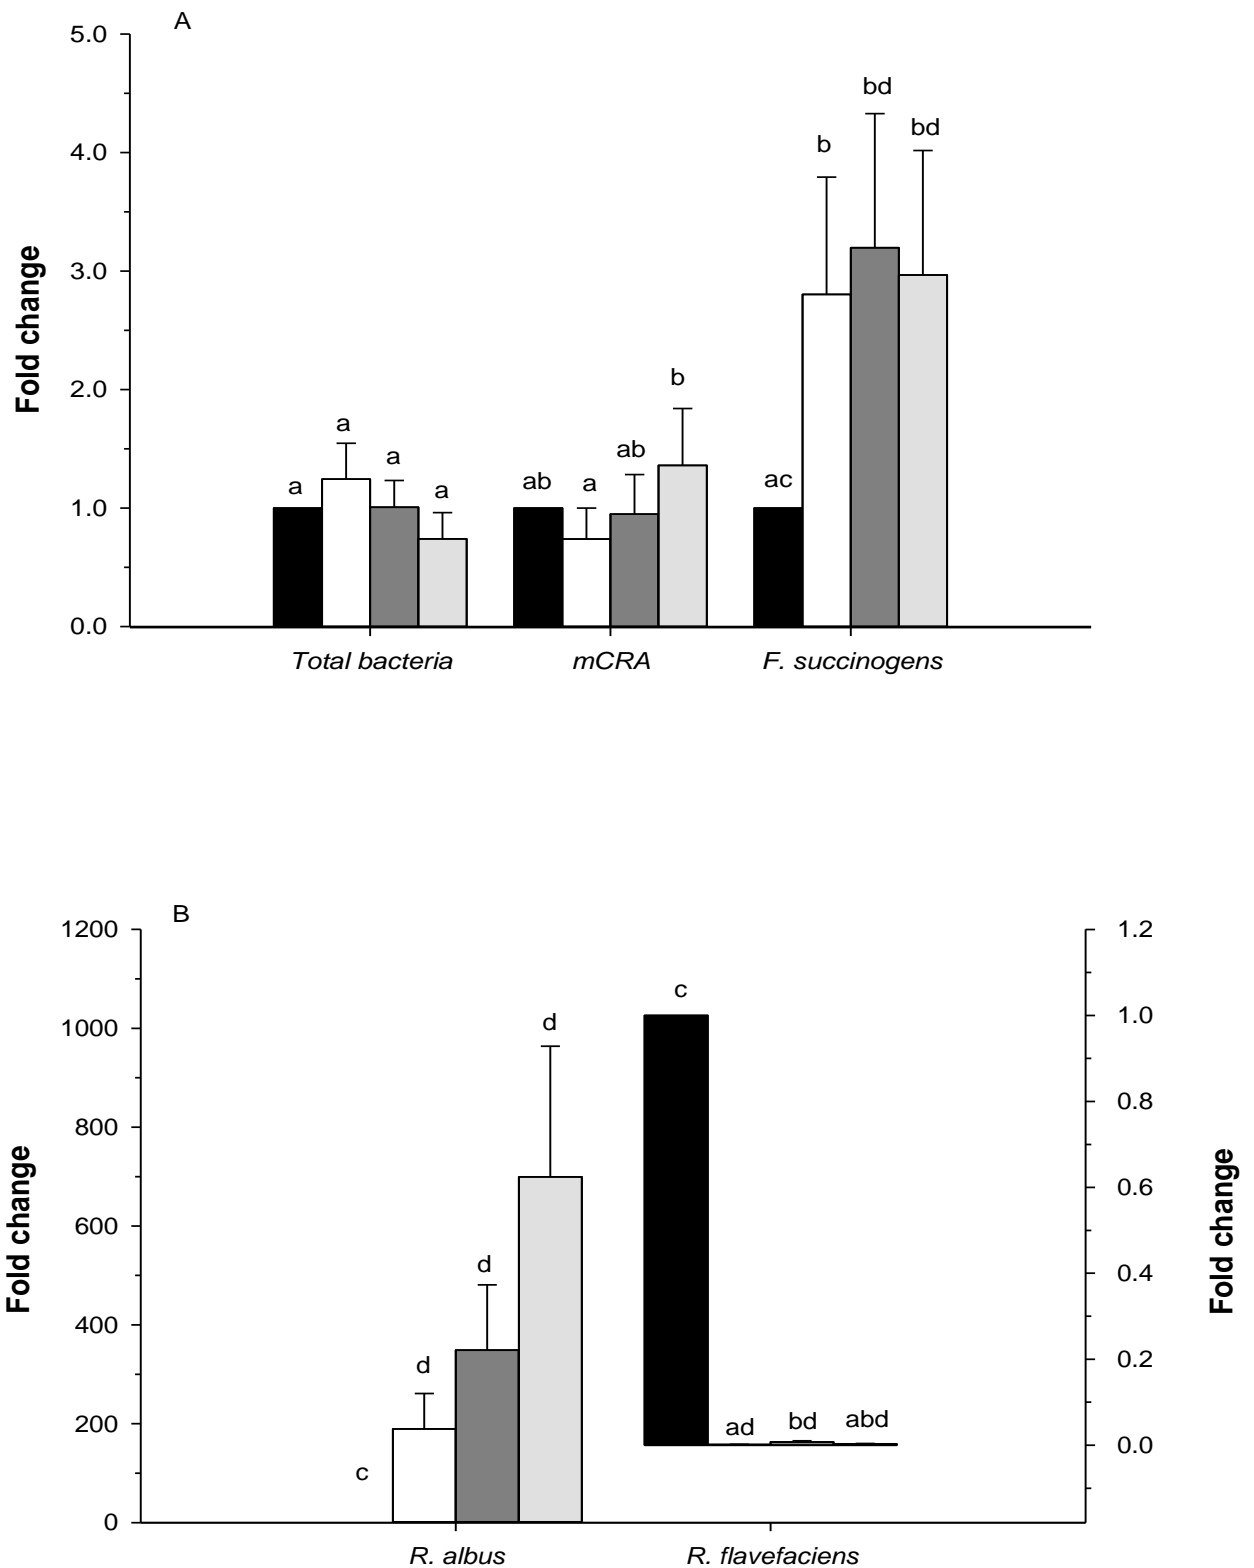 A
5.0
4.0
3.0
2.0
1.0
0.0
Fold change
a
a
a
a
ab
a
ab
b
ac
b
bd
bd
Total bacteria
mCRA
F. succinogens
B
1200
1000
800
600
400
200
0
Fold change
c
d
d
d
c
ad
bd
abd
1.2
1.0
0.8
0.6
0.4
0.2
0.0
Fold change
R. albus
R. flavefaciens